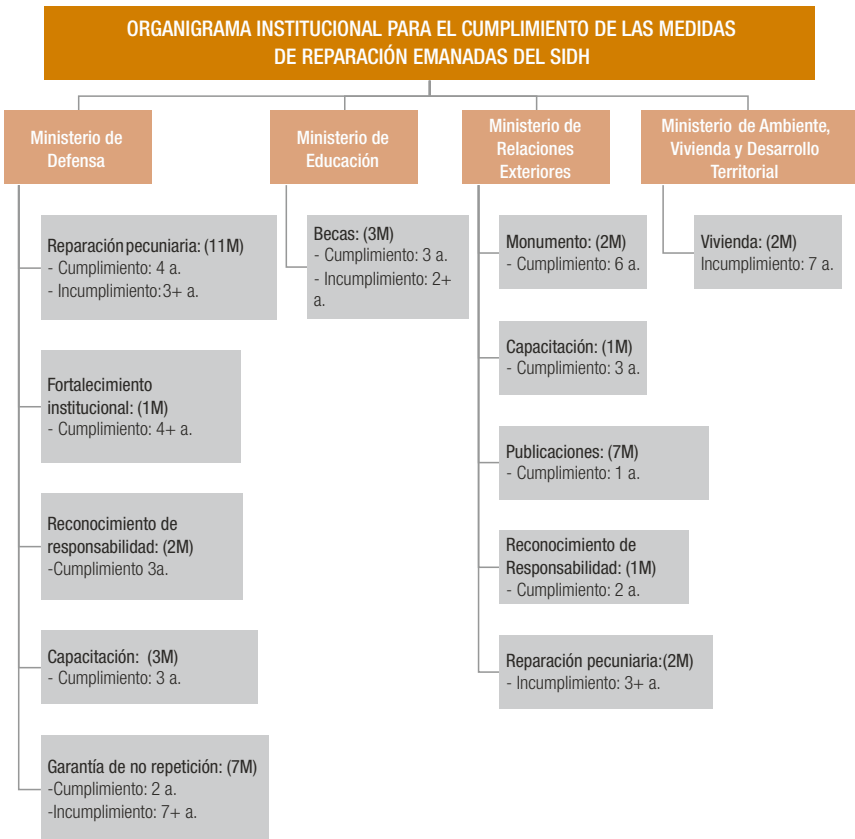 ORGANIGRAMA INSTITUCIONAL PARA EL CUMPLIMIENTO DE LAS MEDIDAS
DE REPARACIÓN EMANADAS DEL SIDH
Ministerio de
Defensa
Reparación pecuniaria: (11M)
- Cumplimiento: 4 a.
- Incumplimiento:3+ a.
Fortalecimiento
institucional: (1M)
- Cumplimiento: 4+ a.
Reconocimiento de
responsabilidad: (2M)
-Cumplimiento 3a.
Capacitación: (3M)
- Cumplimiento: 3 a.
Garantía de no repetición: (7M)
-Cumplimiento: 2 a.
-Incumplimiento: 7+ a.
Ministerio de
Educación
Becas: (3M)
- Cumplimiento: 3 a.
- Incumplimiento: 2+
a.
Ministerio de
Relaciones
Exteriores
Monumento: (2M)
- Cumplimiento: 6 a.
Capacitación: (1M)
- Cumplimiento: 3 a.
Publicaciones: (7M)
- Cumplimiento: 1 a.
Reconocimiento de
Responsabilidad: (1M)
- Cumplimiento: 2 a.
Reparación pecuniaria:(2M)
- Incumplimiento: 3+ a.
Ministerio de Ambiente,
Vivienda y Desarrollo
Territorial
Vivienda: (2M)
Incumplimiento: 7 a.